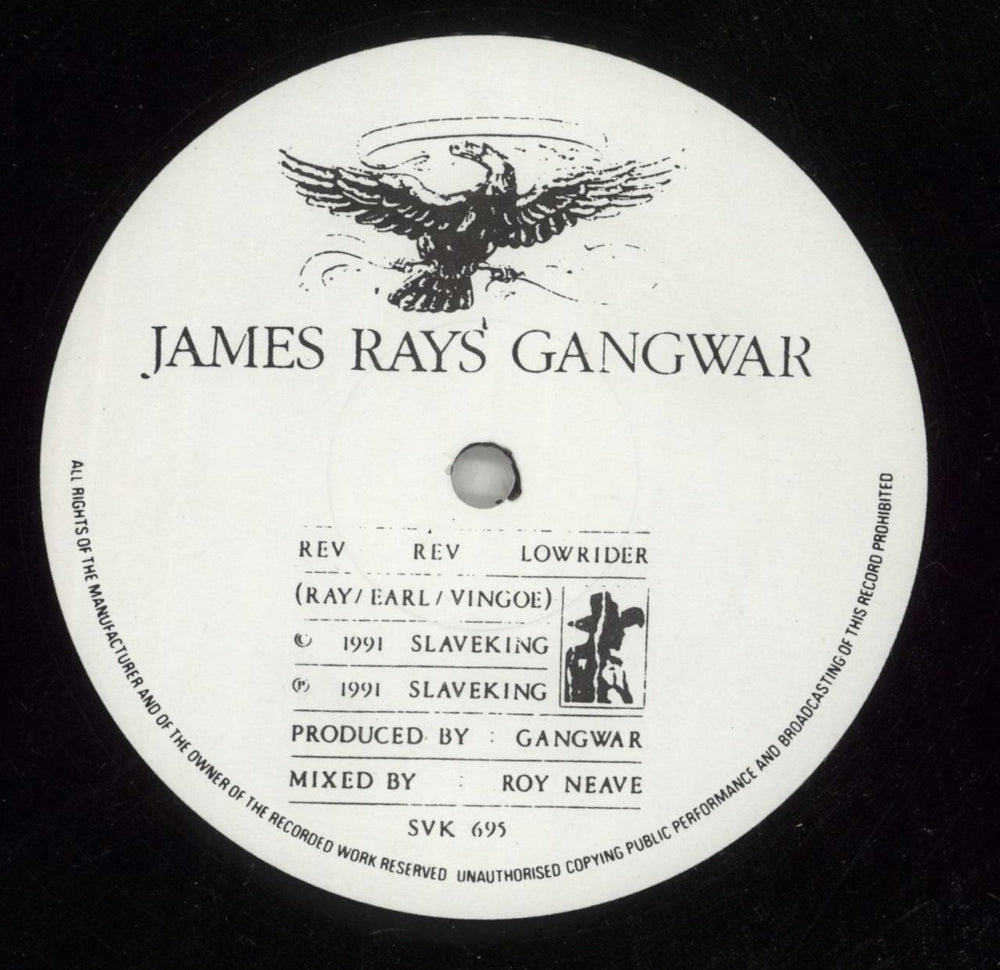 JAMES RAYS' GANGWAR
REV REV LOWRIDER
(RAY/EARL/VINGOE)
© 1991 SLAVEKING
℗ 1991 SLAVEKING
PRODUCED BY : GANGWAR
MIXED BY : ROY NEAVE
SVK 695
ALL RIGHTS OF THE MANUFACTURER AND OF THE OWNER OF THE RECORDED WORK RESERVED UNAUTHORISED COPYING PUBLIC PERFORMANCE AND BROADCASTING OF THIS RECORD PROHIBITED